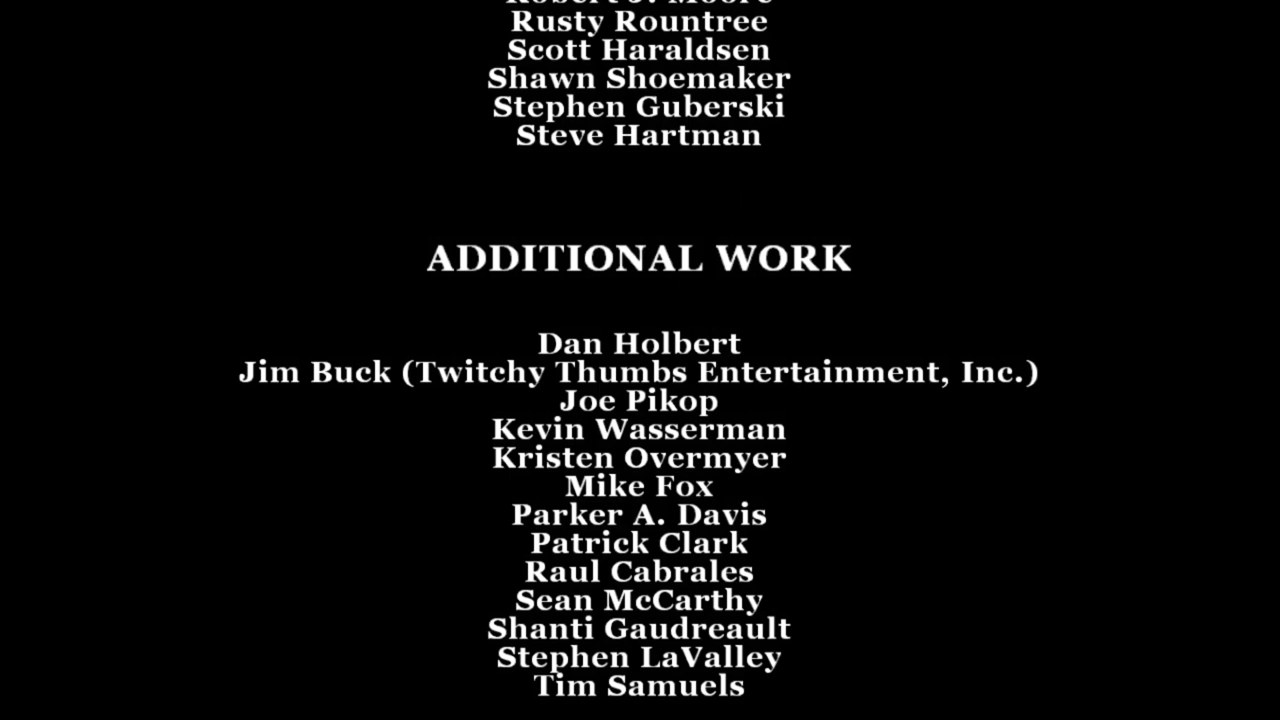 Robert J. Moore
Rusty Rountree
Scott Haraldsen
Shawn Shoemaker
Stephen Guberski
Steve Hartman
ADDITIONAL WORK
Dan Holbert
Jim Buck (Twitchy Thumbs Entertainment, Inc.)
Joe Pikop
Kevin Wasserman
Kristen Overmyer
Mike Fox
Parker A. Davis
Patrick Clark
Raul Cabrales
Sean McCarthy
Shanti Gaudreault
Stephen LaValley
Tim Samuels